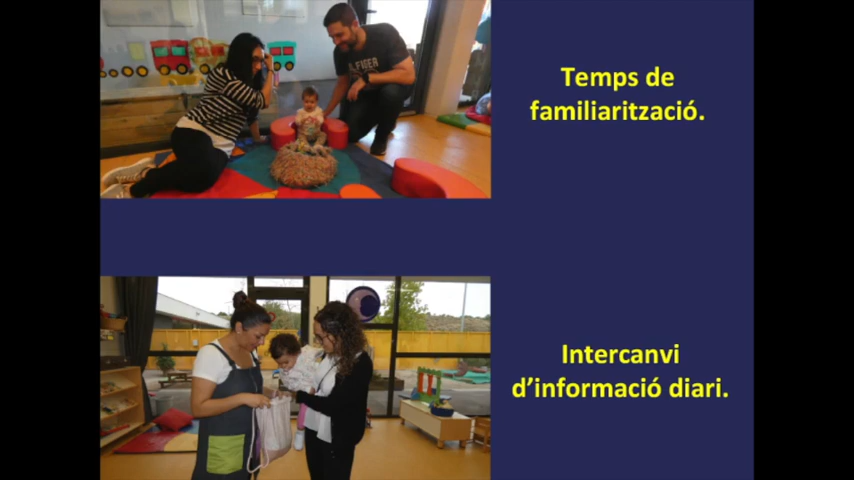 Temps de
familiarització.
Intercanvi
d'informació diari.